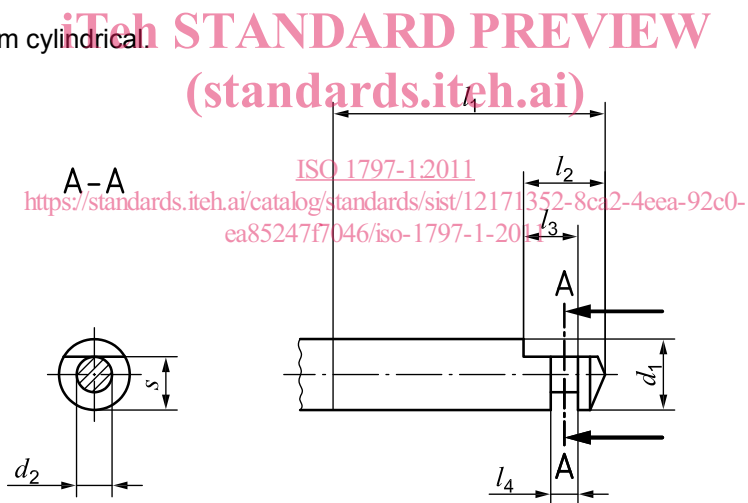 m cylindrical.
iTeh STANDARD PREVIEW
(standards.iteh.ai)
l1
A-A
ISO 1797-1:2011
l2
https://standards.iteh.ai/catalog/standards/sist/12171352-8ca2-4eea-92c0-
ea85247f7046/iso-1797-1-2011
l3
A
s
d1
d2
l4
A